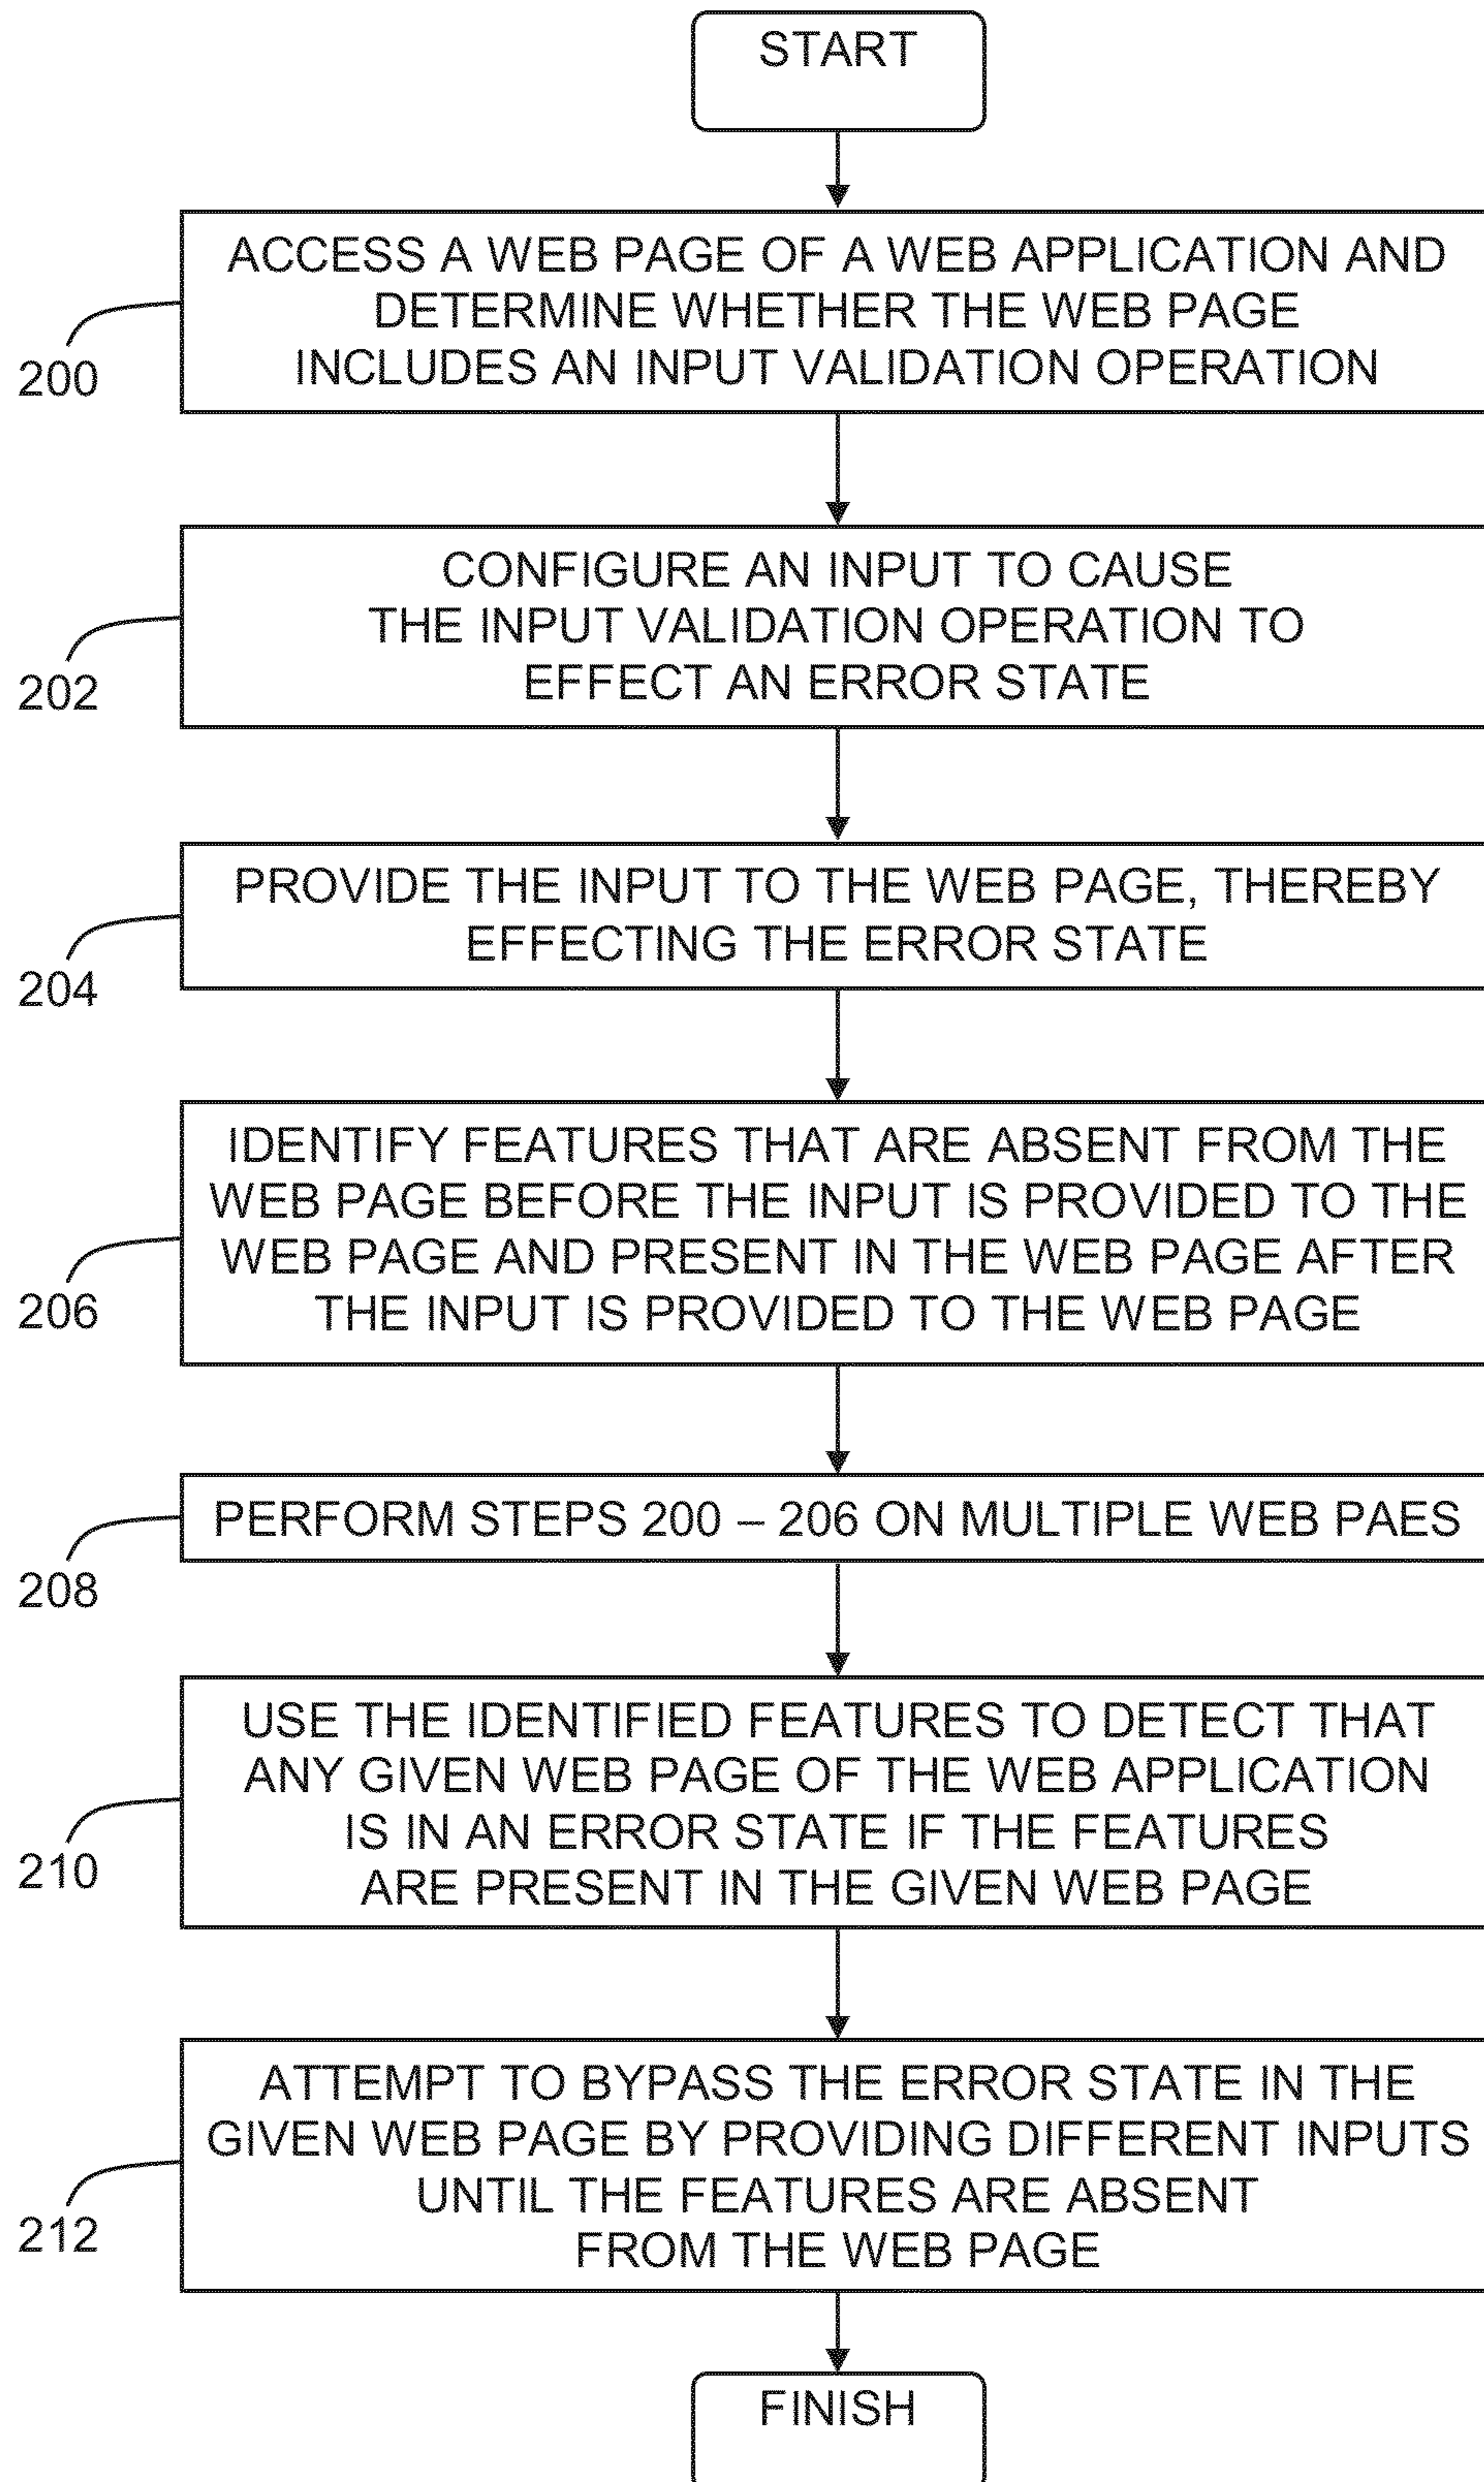 START
ACCESS A WEB PAGE OF A WEB APPLICATION AND
DETERMINE WHETHER THE WEB PAGE
INCLUDES AN INPUT VALIDATION OPERATION
200
CONFIGURE AN INPUT TO CAUSE
THE INPUT VALIDATION OPERATION TO
EFFECT AN ERROR STATE
202
PROVIDE THE INPUT TO THE WEB PAGE, THEREBY
EFFECTING THE ERROR STATE
204
IDENTIFY FEATURES THAT ARE ABSENT FROM THE
WEB PAGE BEFORE THE INPUT IS PROVIDED TO THE
WEB PAGE AND PRESENT IN THE WEB PAGE AFTER
THE INPUT IS PROVIDED TO THE WEB PAGE
206
PERFORM STEPS 200 – 206 ON MULTIPLE WEB PAES
208
USE THE IDENTIFIED FEATURES TO DETECT THAT
ANY GIVEN WEB PAGE OF THE WEB APPLICATION
IS IN AN ERROR STATE IF THE FEATURES
ARE PRESENT IN THE GIVEN WEB PAGE
210
ATTEMPT TO BYPASS THE ERROR STATE IN THE
GIVEN WEB PAGE BY PROVIDING DIFFERENT INPUTS
UNTIL THE FEATURES ARE ABSENT
FROM THE WEB PAGE
212
FINISH